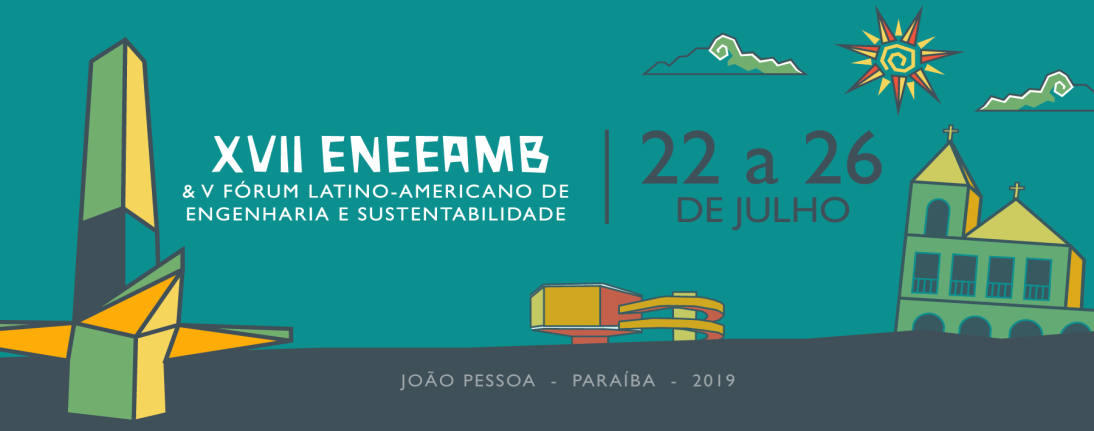 XVII ENEEAMB
& V FÓRUM LATINO-AMERICANO DE
ENGENHARIA E SUSTENTABILIDADE
22 a 26
DE JULHO
JOÃO PESSOA - PARAÍBA - 2019